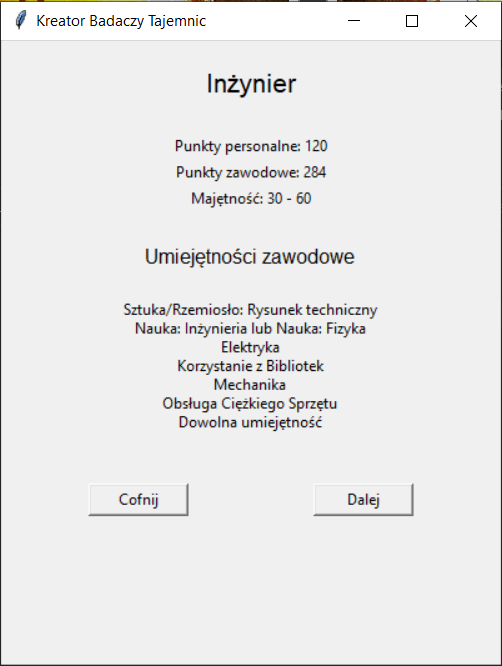 Kreator Badaczy Tajemnic
Inżynier
Punkty personalne: 120
Punkty zawodowe: 284
Majętność: 30 - 60
Umiejętności zawodowe
Sztuka/Rzemiosło: Rysunek techniczny
Nauka: Inżynieria lub Nauka: Fizyka
Elektryka
Korzystanie z Bibliotek
Mechanika
Obsługa Ciężkiego Sprzętu
Dowolna umiejętność
Cofnij
Dalej